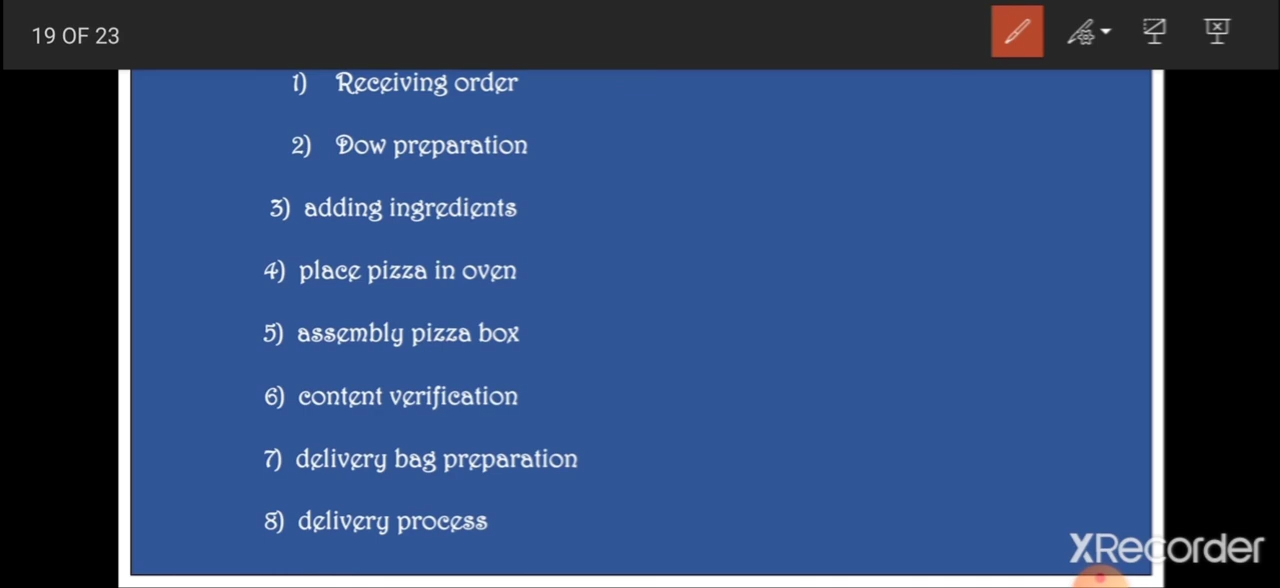 19 OF 23
1) Receiving order
2) Dow preparation
3) adding ingredients
4) place pizza in oven
5) assembly pizza box
6) content verification
7) delivery bag preparation
8) delivery process
XRecorder